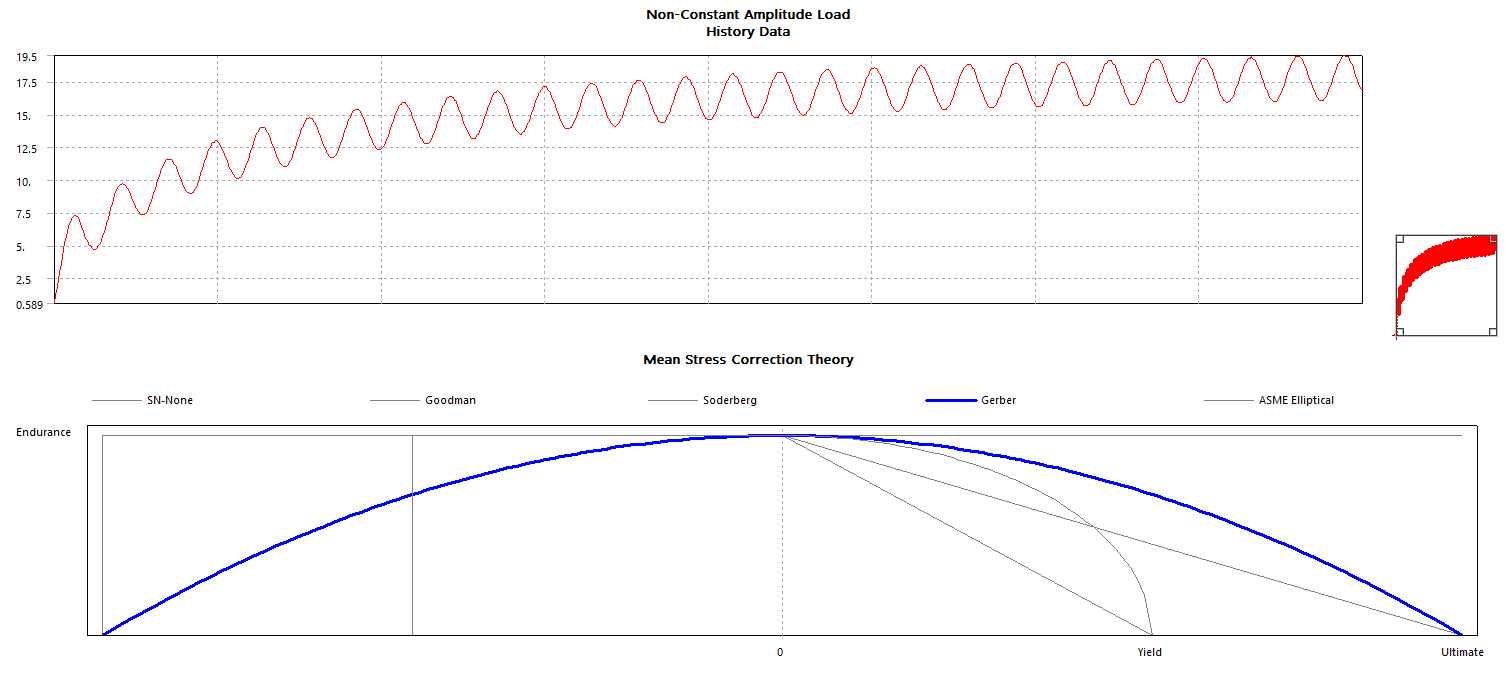 Non-Constant Amplitude Load
History Data
19.5
17.5
15.
12.5
10.
7.5
5.
2.5
0.589
Mean Stress Correction Theory
SN-None Goodman Soderberg Gerber ASME Elliptical
Endurance
0 Yield Ultimate